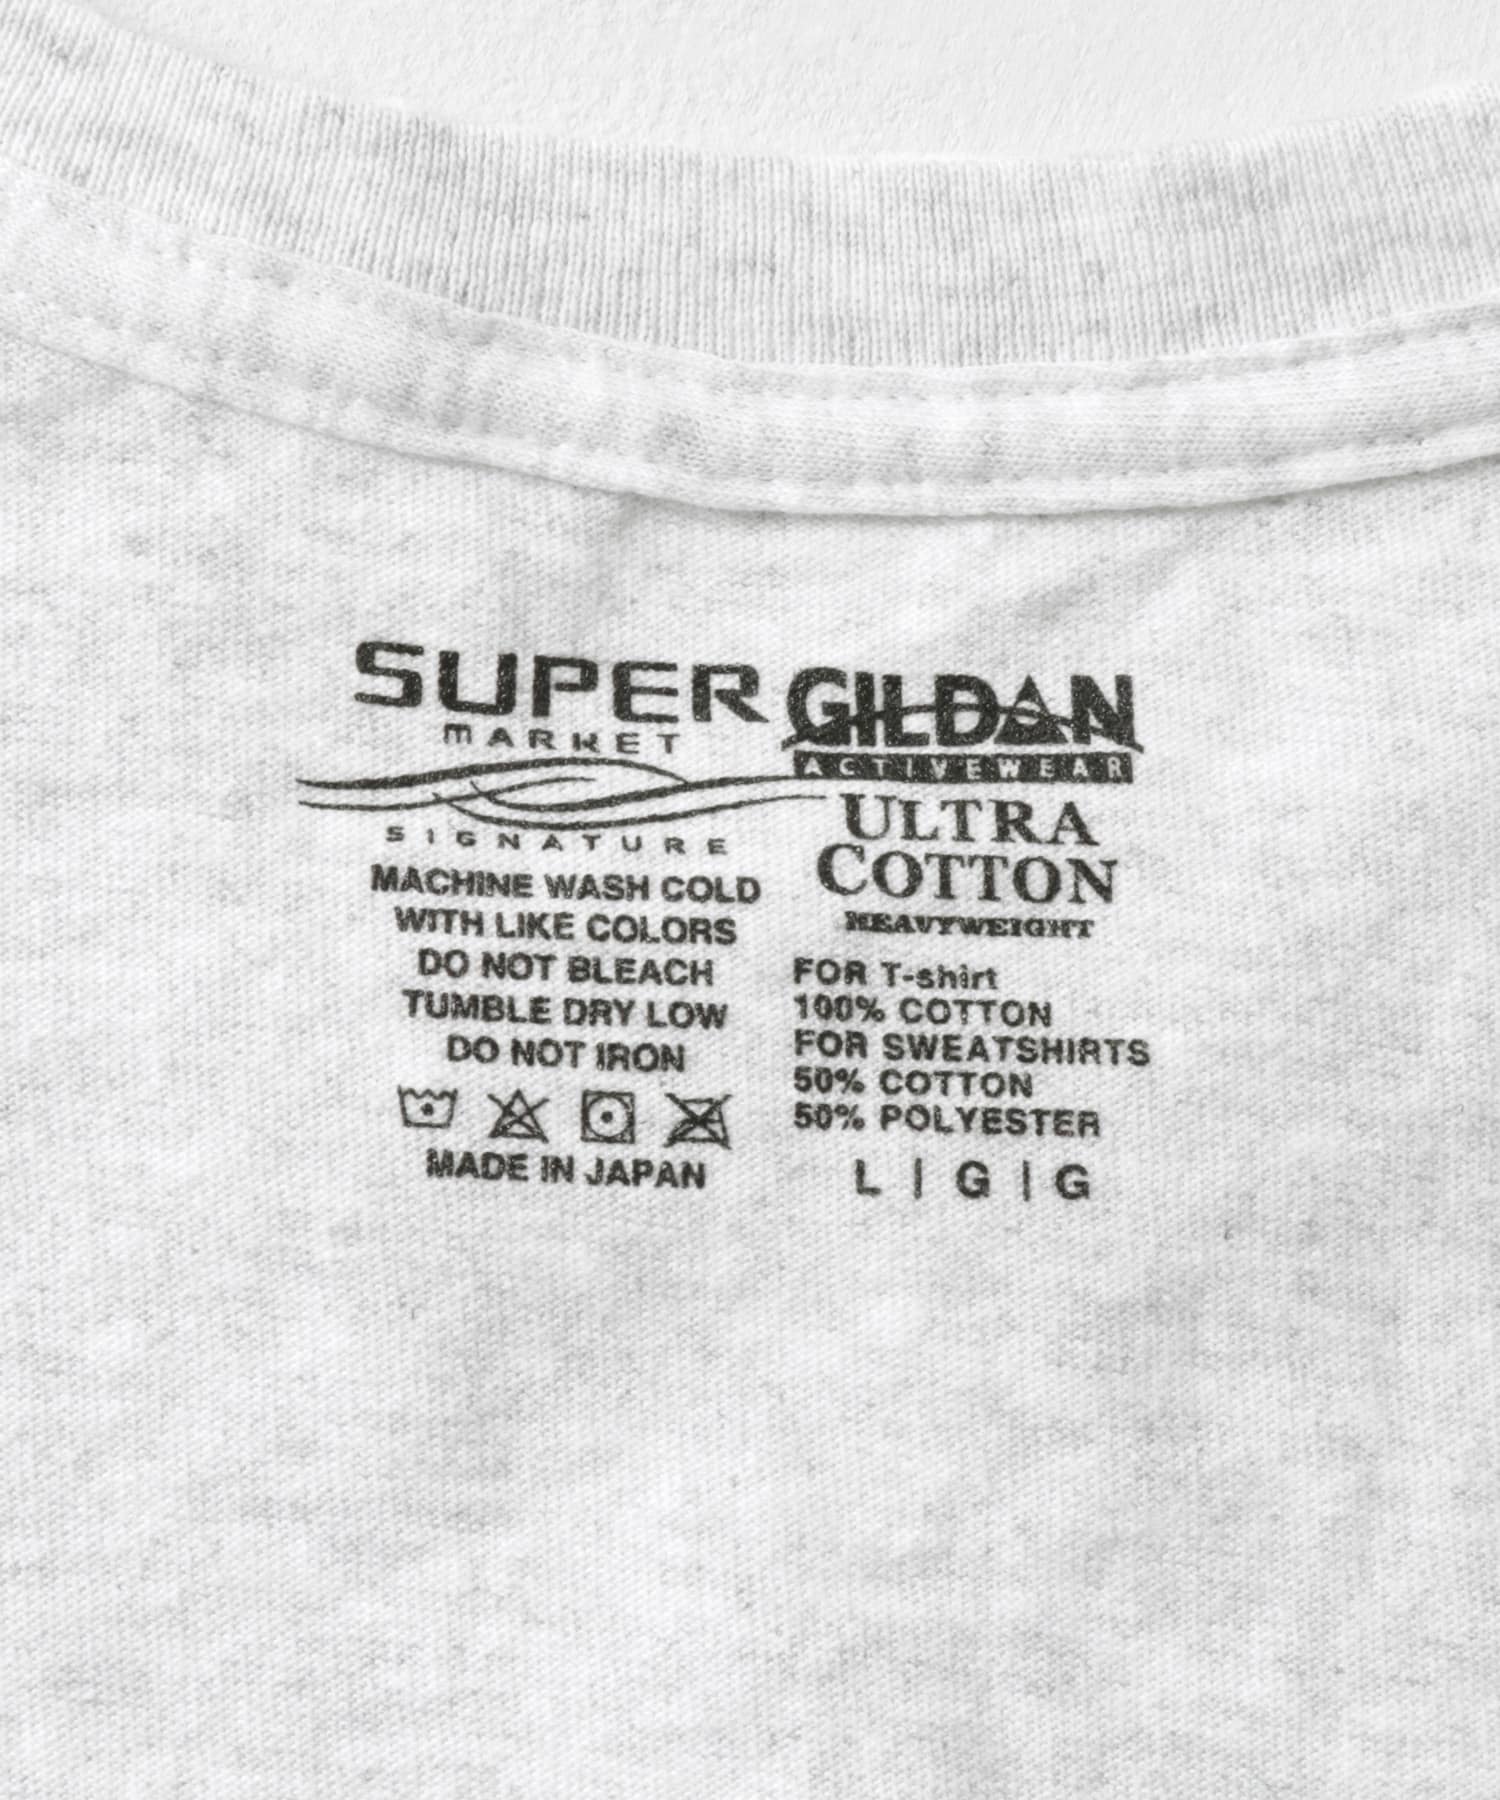 SUPER
MARKET
SIGNATURE
MACHINE WASH COLD
WITH LIKE COLORS
DO NOT BLEACH
TUMBLE DRY LOW
DO NOT IRON
MADE IN JAPAN
GILDAN
ACTIVEWEAR
ULTRA
COTTON
HEAVYWEIGHT
FOR T-shirt
100% COTTON
FOR SWEATSHIRTS
50% COTTON
50% POLYESTER
L | G | G